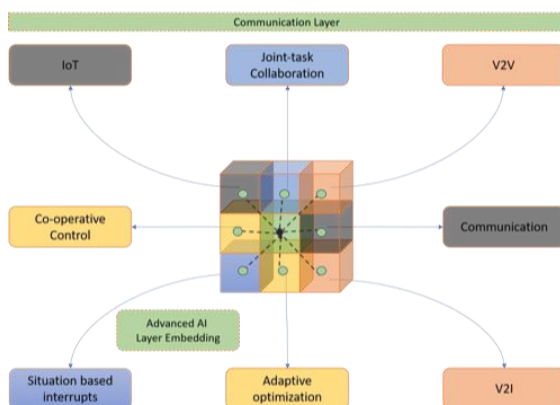 Communication Layer
IoT
Joint-task
Collaboration
V2V
Co-operative
Control
Communication
Advanced AI
Layer Embedding
Situation based
interrupts
Adaptive
optimization
V2I